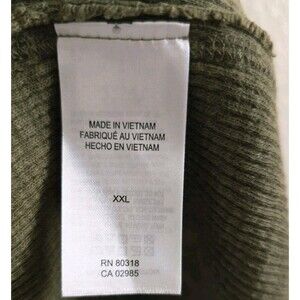 MADE IN VIETNAM
FABRIQUÉ AU VIETNAM
HECHO EN VIETNAM
XXL
RN 80318
CA 02985